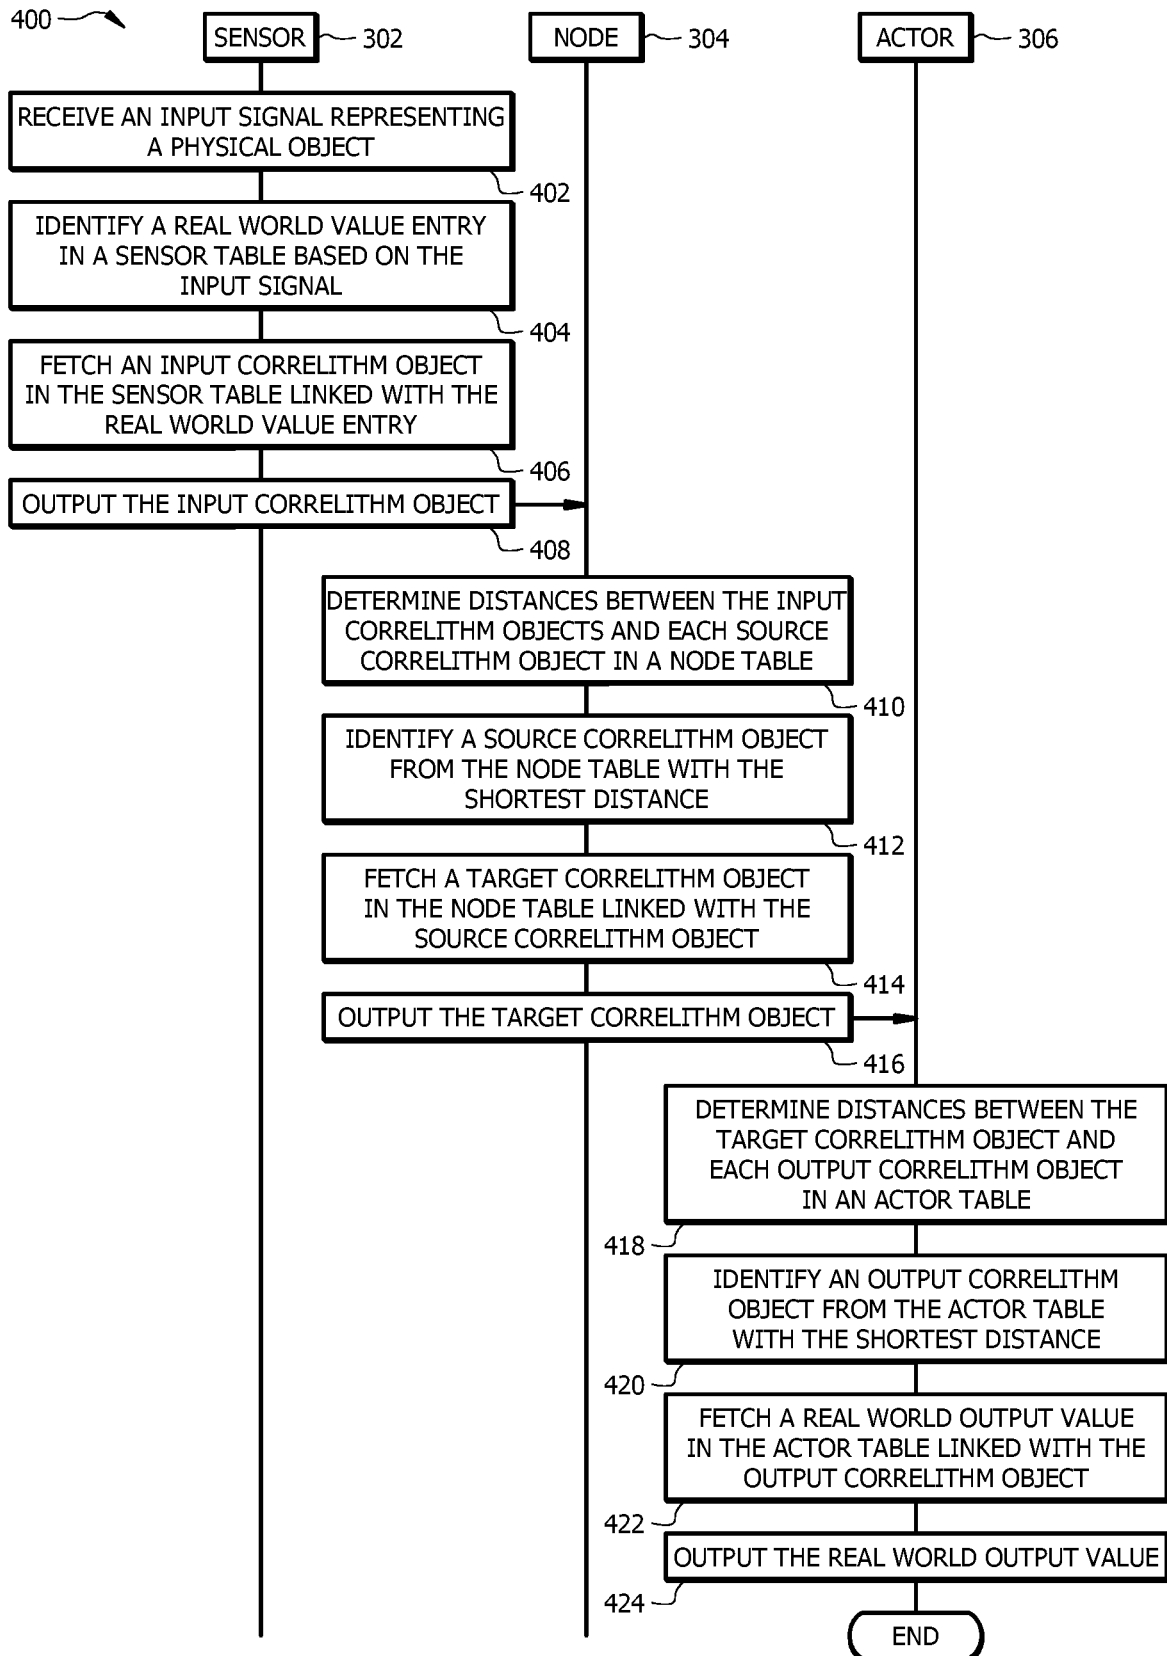 400
SENSOR
302
NODE
304
ACTOR
306
RECEIVE AN INPUT SIGNAL REPRESENTING
A PHYSICAL OBJECT
402
IDENTIFY A REAL WORLD VALUE ENTRY
IN A SENSOR TABLE BASED ON THE
INPUT SIGNAL
404
FETCH AN INPUT CORRELITHM OBJECT
IN THE SENSOR TABLE LINKED WITH THE
REAL WORLD VALUE ENTRY
406
OUTPUT THE INPUT CORRELITHM OBJECT
408
DETERMINE DISTANCES BETWEEN THE INPUT
CORRELITHM OBJECTS AND EACH SOURCE
CORRELITHM OBJECT IN A NODE TABLE
410
IDENTIFY A SOURCE CORRELITHM OBJECT
FROM THE NODE TABLE WITH THE
SHORTEST DISTANCE
412
FETCH A TARGET CORRELITHM OBJECT
IN THE NODE TABLE LINKED WITH THE
SOURCE CORRELITHM OBJECT
414
OUTPUT THE TARGET CORRELITHM OBJECT
416
DETERMINE DISTANCES BETWEEN THE
TARGET CORRELITHM OBJECT AND
EACH OUTPUT CORRELITHM OBJECT
IN AN ACTOR TABLE
418
IDENTIFY AN OUTPUT CORRELITHM
OBJECT FROM THE ACTOR TABLE
WITH THE SHORTEST DISTANCE
420
FETCH A REAL WORLD OUTPUT VALUE
IN THE ACTOR TABLE LINKED WITH THE
OUTPUT CORRELITHM OBJECT
422
OUTPUT THE REAL WORLD OUTPUT VALUE
424
END